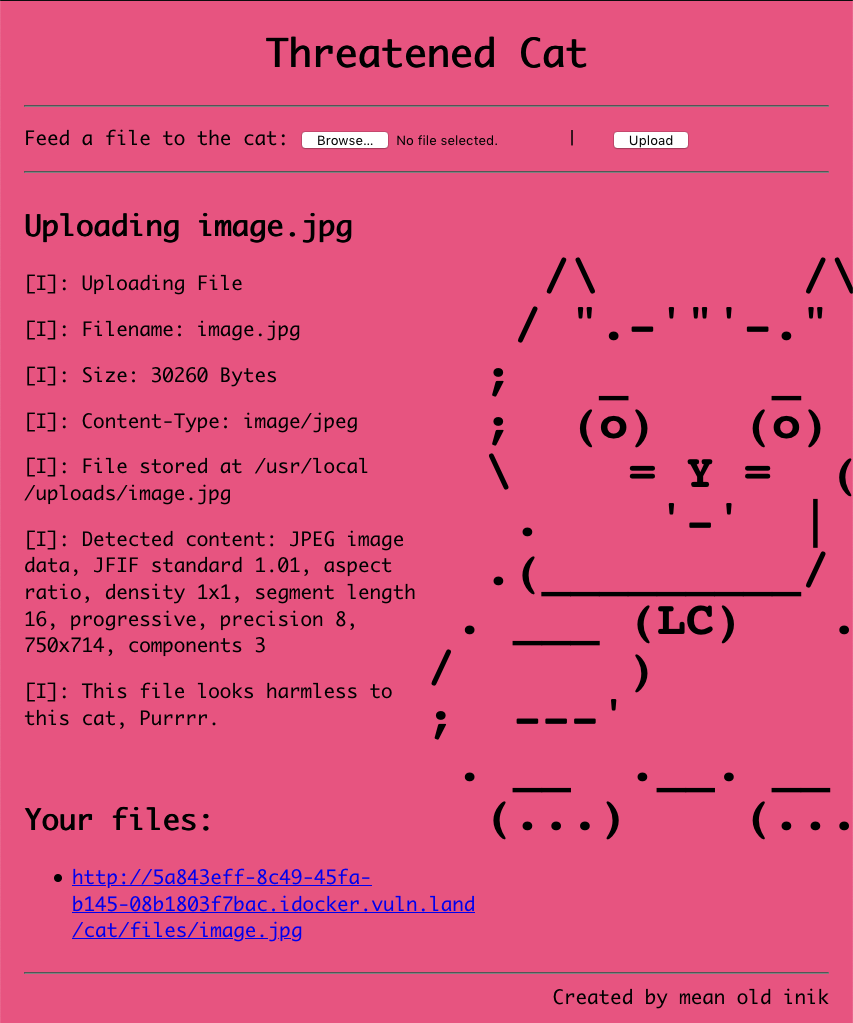 Threatened Cat
Feed a file to the cat: Browse... No file selected. | Upload
Uploading image.jpg
[I]: Uploading File
[I]: Filename: image.jpg
[I]: Size: 30260 Bytes
[I]: Content-Type: image/jpeg
[I]: File stored at /usr/local
/uploads/image.jpg
[I]: Detected content: JPEG image
data, JFIF standard 1.01, aspect
ratio, density 1x1, segment length
16, progressive, precision 8,
750x714, components 3
[I]: This file looks harmless to
this cat, Purrrr.
(LC)
Your files:
http://5a843eff-8c49-45fa-
b145-08b1803f7bac.idocker.vuln.land
/cat/files/image.jpg
Created by mean old inik